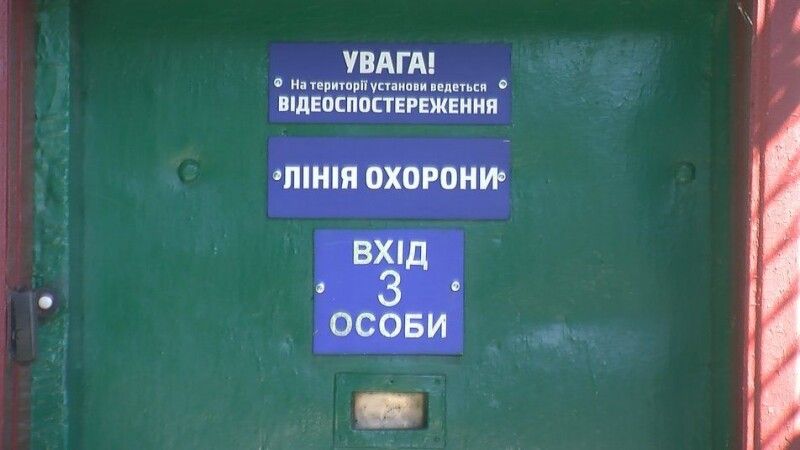 УВАГА!
На території установи ведеться
ВІДЕОСПОСТЕРЕЖЕННЯ
ЛІНІЯ ОХОРОНИ
ВХІД
3
ОСОБИ